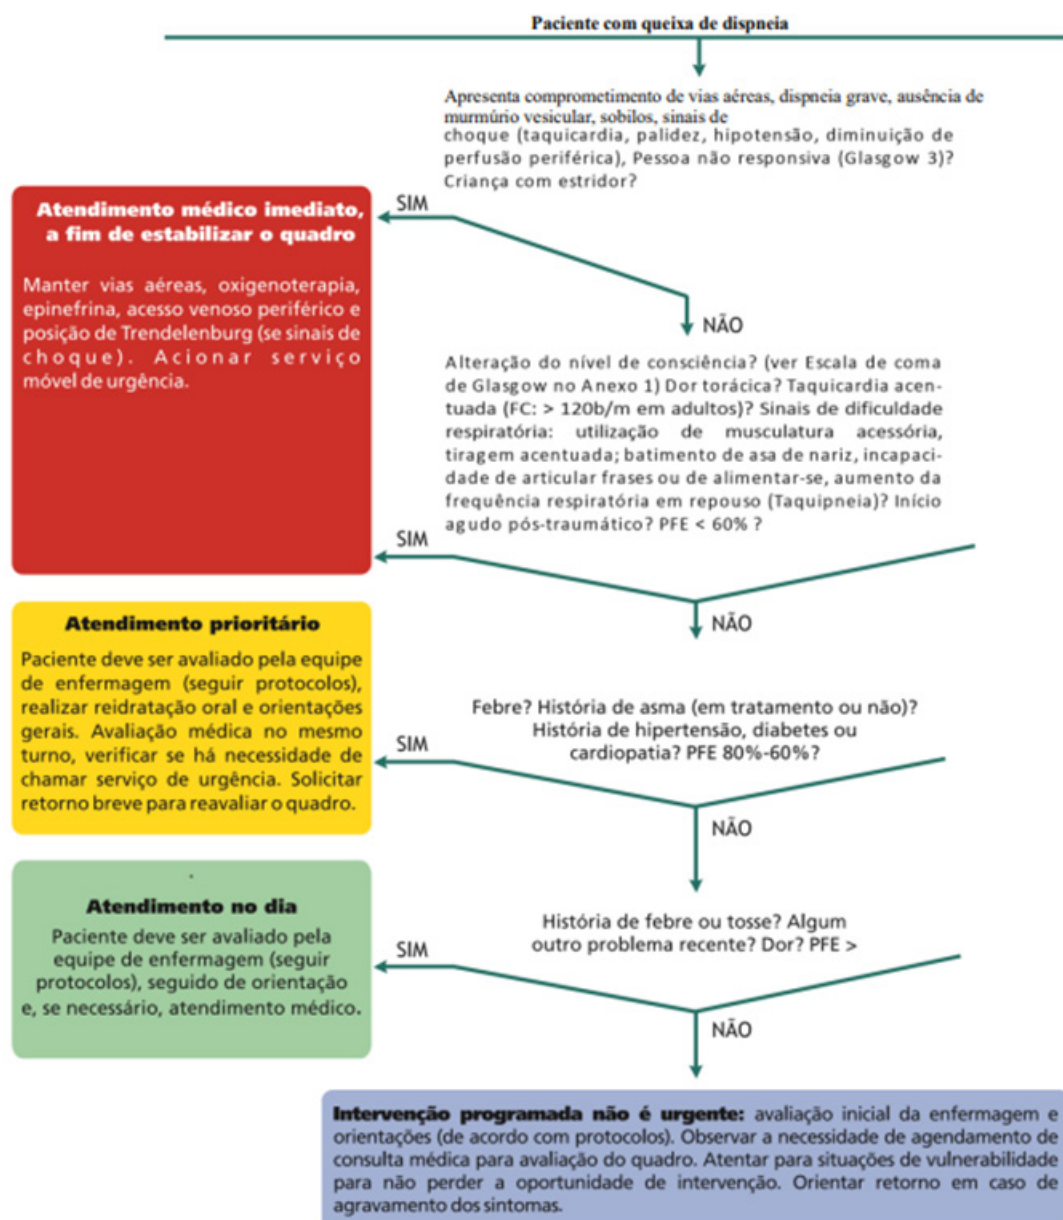 Paciente com queixa de dispneia
Apresenta comprometimento de vias aéreas, dispneia grave, ausência de
murmúrio vesicular, sobilos, sinais de
choque (taquicardia, palidez, hipotensão, diminuição de
perfusão periférica), Pessoa não responsiva (Glasgow 3)?
Criança com estridor?
SIM
Atendimento médico imediato,
a fim de estabilizar o quadro
Manter vias aéreas, oxigenoterapia,
epinefrina, acesso venoso periférico e
posição de Trendelenburg (se sinais de
choque). Acionar serviço
móvel de urgência.
NÃO
Alteração do nível de consciência? (ver Escala de coma
de Glasgow no Anexo 1) Dor torácica? Taquicardia acen-
tuada (FC: > 120b/m em adultos)? Sinais de dificuldade
respiratória: utilização de musculatura acessória,
tiragem acentuada; batimento de asa de nariz, incapaci-
dade de articular frases ou de alimentar-se, aumento da
frequência respiratória em repouso (Taquipneia)? Início
agudo pós-traumático? PFE < 60% ?
SIM
NÃO
Atendimento prioritário
Paciente deve ser avaliado pela equipe
de enfermagem (seguir protocolos),
realizar reidratação oral e orientações
gerais. Avaliação médica no mesmo
turno, verificar se há necessidade de
chamar serviço de urgência. Solicitar
retorno breve para reavaliar o quadro.
Febre? História de asma (em tratamento ou não)?
História de hipertensão, diabetes ou
cardiopatia? PFE 80%-60%?
SIM
NÃO
Atendimento no dia
Paciente deve ser avaliado pela
equipe de enfermagem (seguir
protocolos), seguido de orientação
e, se necessário, atendimento médico.
História de febre ou tosse? Algum
outro problema recente? Dor? PFE >
SIM
NÃO
Intervenção programada não é urgente: avaliação inicial da enfermagem e
orientações (de acordo com protocolos). Observar a necessidade de agendamento de
consulta médica para avaliação do quadro. Atentar para situações de vulnerabilidade
para não perder a oportunidade de intervenção. Orientar retorno em caso de
agravamento dos sintomas.